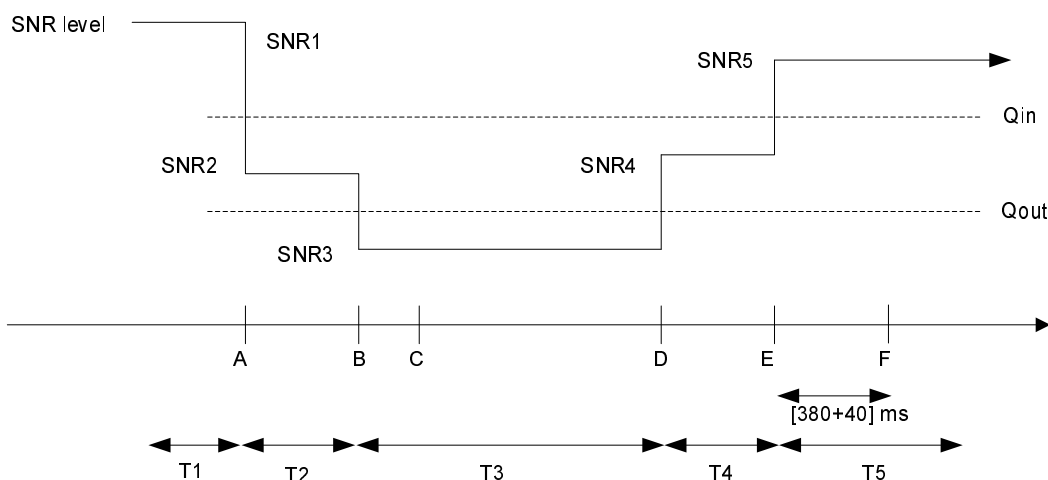 SNR level
SNR1
SNR5
Qin
SNR2
SNR4
Qout
SNR3
A
B
C
D
E
F
[380+40] ms
T1
T2
T3
T4
T5